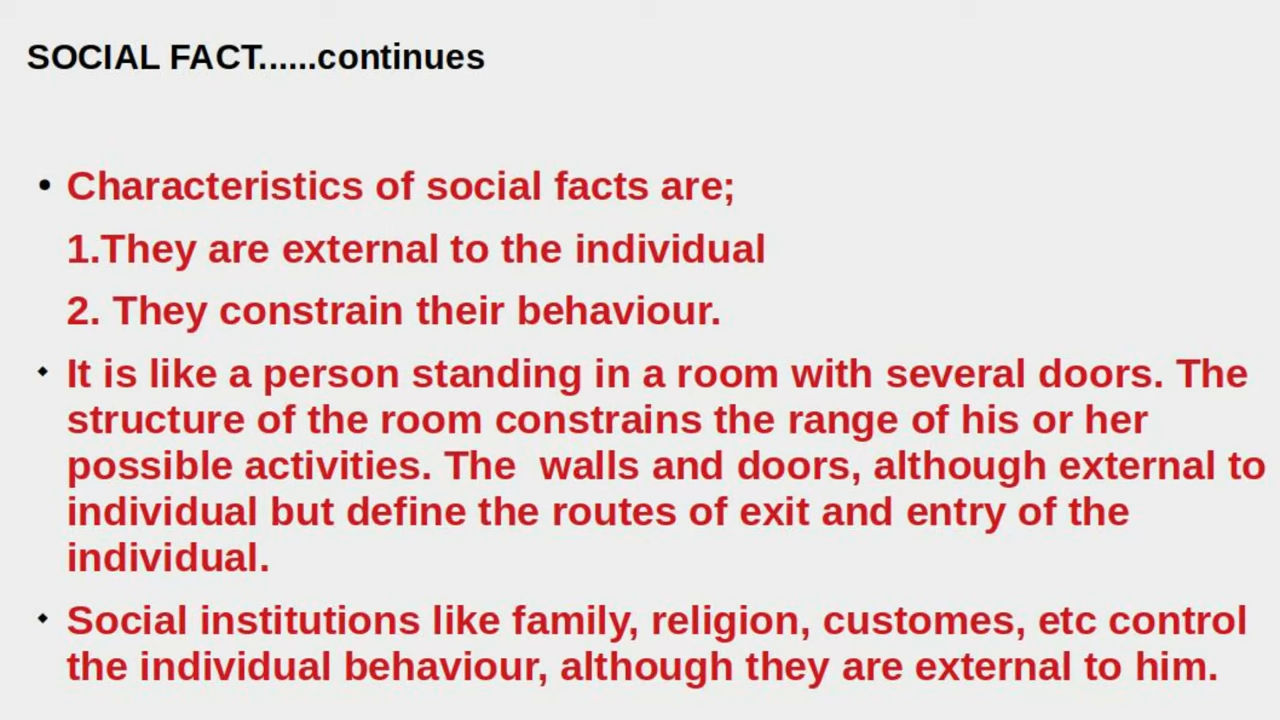 SOCIAL FACT......continues
• Characteristics of social facts are;
1.They are external to the individual
2. They constrain their behaviour.
⬥ It is like a person standing in a room with several doors. The
structure of the room constrains the range of his or her
possible activities. The  walls and doors, although external to
individual but define the routes of exit and entry of the
individual.
⬥ Social institutions like family, religion, customes, etc control
the individual behaviour, although they are external to him.